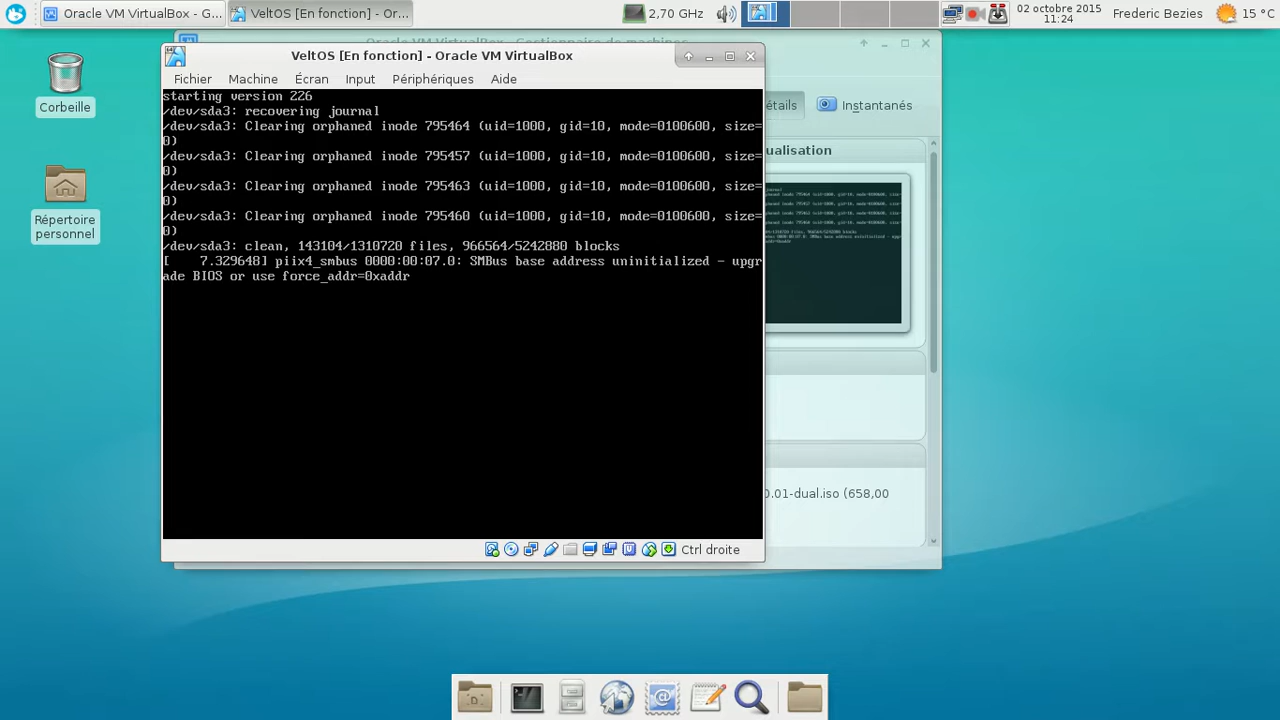 Oracle VM VirtualBox - G...
VeltOS [En fonction] - Or...
2,70 GHz
02 octobre 2015
11:24
Frederic Bezies
15 °C
Corbeille
Répertoire
personnel
Oracle VM VirtualBox - Gestionnaire de machines
VeltOS [En fonction] - Oracle VM VirtualBox
Fichier Machine Écran Input Périphériques Aide
starting version 226
/dev/sda3: recovering journal
/dev/sda3: Clearing orphaned inode 795464 (uid=1000, gid=10, mode=0100600, size=
0)
/dev/sda3: Clearing orphaned inode 795457 (uid=1000, gid=10, mode=0100600, size=
0)
/dev/sda3: Clearing orphaned inode 795463 (uid=1000, gid=10, mode=0100600, size=
0)
/dev/sda3: Clearing orphaned inode 795460 (uid=1000, gid=10, mode=0100600, size=
0)
/dev/sda3: clean, 143104/1310720 files, 966564/5242880 blocks
[    7.329648] piix4_smbus 0000:00:07.0: SMBus base address uninitialized - upgr
ade BIOS or use force_addr=0xaddr
étails
Instantánés
ualisation
0.01-dual.iso (658,00
Ctrl droite